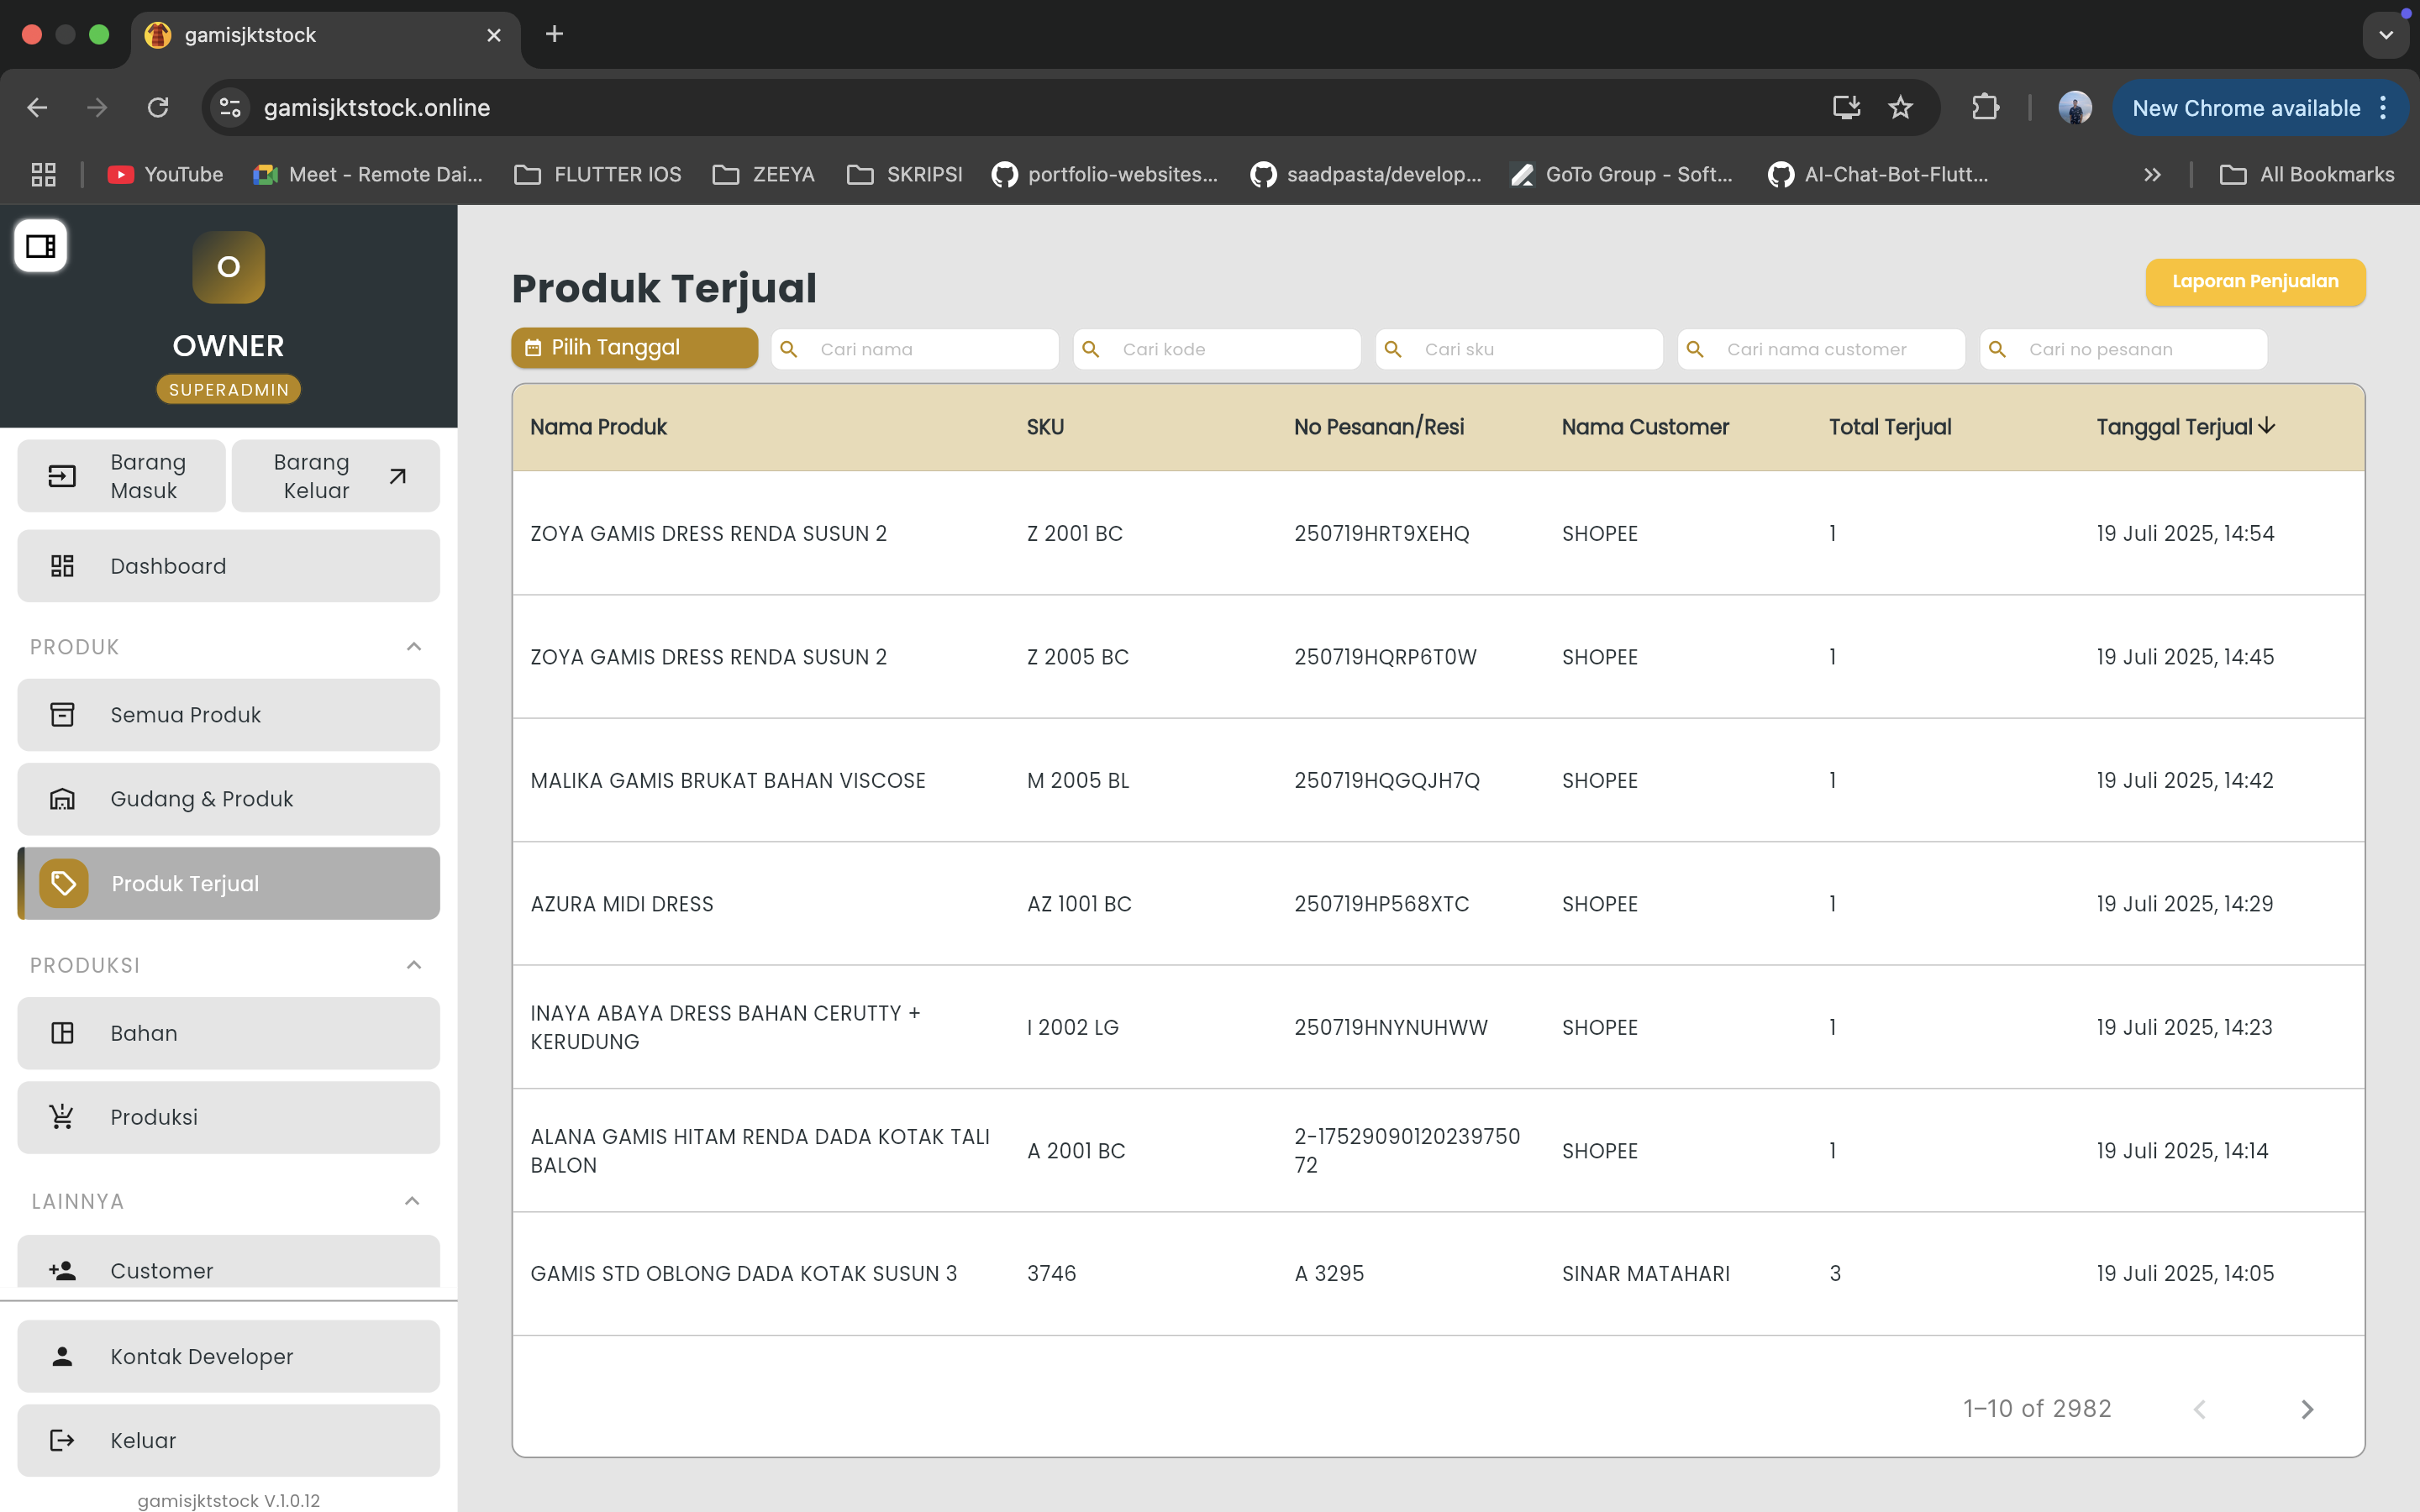 gamisjktstock
gamisjktstock.online
New Chrome available
YouTube
Meet - Remote Dai...
FLUTTER IOS
ZEEYA
SKRIPSI
portfolio-websites...
saadpasta/develop...
GoTo Group - Soft...
AI-Chat-Bot-Flutt...
All Bookmarks
O
OWNER
SUPERADMIN
Barang
Masuk
Barang
Keluar
Dashboard
PRODUK
Semua Produk
Gudang & Produk
Produk Terjual
PRODUKSI
Bahan
Produksi
LAINNYA
Customer
Kontak Developer
Keluar
gamisjktstock V.1.0.12
Produk Terjual
Laporan Penjualan
Pilih Tanggal
Cari nama
Cari kode
Cari sku
Cari nama customer
Cari no pesanan
Nama Produk SKU No Pesanan/Resi Nama Customer Total Terjual Tanggal Terjual
ZOYA GAMIS DRESS RENDA SUSUN 2 Z 2001 BC 250719HRT9XEHQ SHOPEE 1 19 Juli 2025, 14:54
ZOYA GAMIS DRESS RENDA SUSUN 2 Z 2005 BC 250719HQRP6T0W SHOPEE 1 19 Juli 2025, 14:45
MALIKA GAMIS BRUKAT BAHAN VISCOSE M 2005 BL 250719HQGQJH7Q SHOPEE 1 19 Juli 2025, 14:42
AZURA MIDI DRESS AZ 1001 BC 250719HP568XTC SHOPEE 1 19 Juli 2025, 14:29
INAYA ABAYA DRESS BAHAN CERUTTY +
KERUDUNG
I 2002 LG 250719HNYNUHWW SHOPEE 1 19 Juli 2025, 14:23
ALANA GAMIS HITAM RENDA DADA KOTAK TALI
BALON
A 2001 BC
2-17529090120239750
72
SHOPEE 1 19 Juli 2025, 14:14
GAMIS STD OBLONG DADA KOTAK SUSUN 3 3746 A 3295 SINAR MATAHARI 3 19 Juli 2025, 14:05
1–10 of 2982